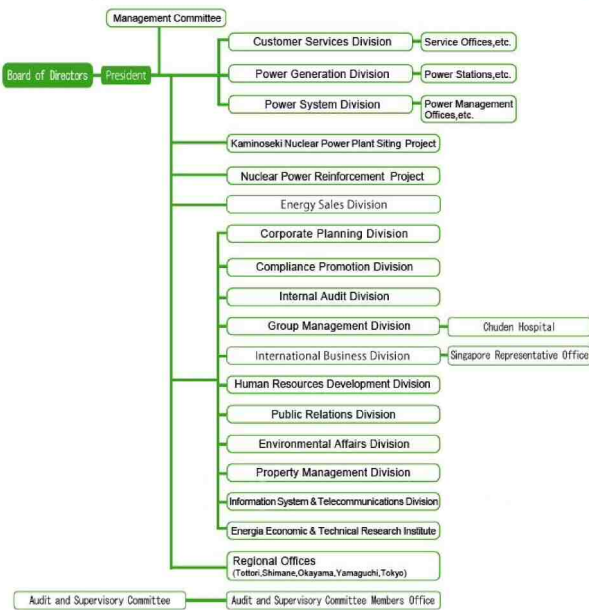 Management Committee
Board of Directors
President
Customer Services Division
Service Offices,etc.
Power Generation Division
Power Stations,etc.
Power System Division
Power Management
Offices,etc.
Kaminoseki Nuclear Power Plant Siting Project
Nuclear Power Reinforcement Project
Energy Sales Division
Corporate Planning Division
Compliance Promotion Division
Internal Audit Division
Group Management Division
Chuden Hospital
International Business Division
Singapore Representative Office
Human Resources Development Division
Public Relations Division
Environmental Affairs Division
Property Management Division
Information System & Telecommunications Division
Energia Economic & Technical Research Institute
Regional Offices
(Tottori,Shimane,Okayama,Yamaguchi,Tokyo)
Audit and Supervisory Committee
Audit and Supervisory Committee Members Office